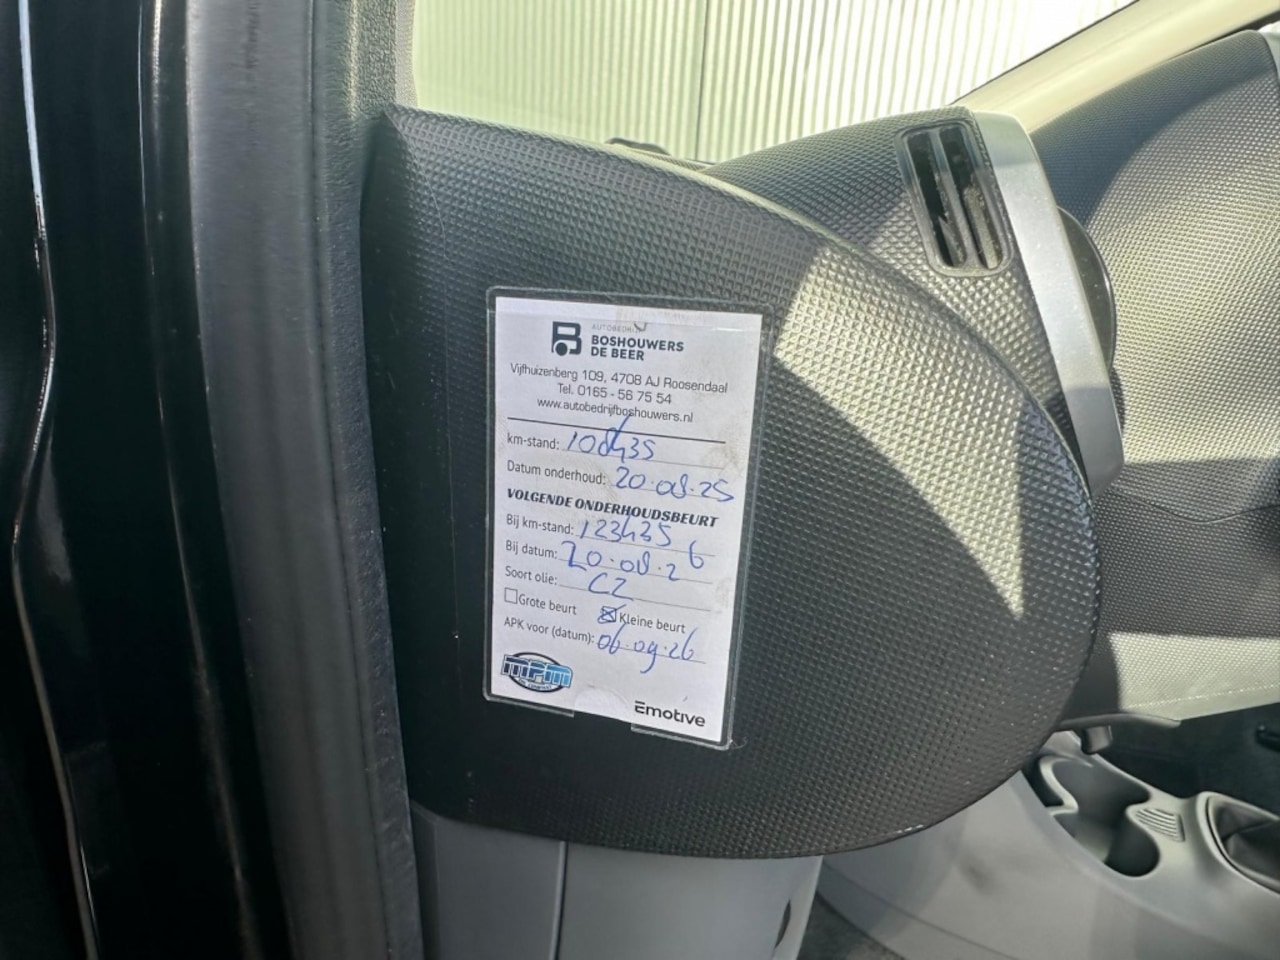 AUTOBEDRIJF
BOSHOUWERS
DE BEER
Vijfhuizenberg 109, 4708 AJ Roosendaal
Tel. 0165 - 56 75 54
www.autobedrijfboshouwers.nl
km-stand: 108435
Datum onderhoud: 20.08.25
VOLGENDE ONDERHOUDSBEURT
Bij km-stand: 123435
Bij datum: 20.08.26
Soort olie: C2
Grote beurt Kleine beurt
APK voor (datum): 06.09.26
MPM
Emotive